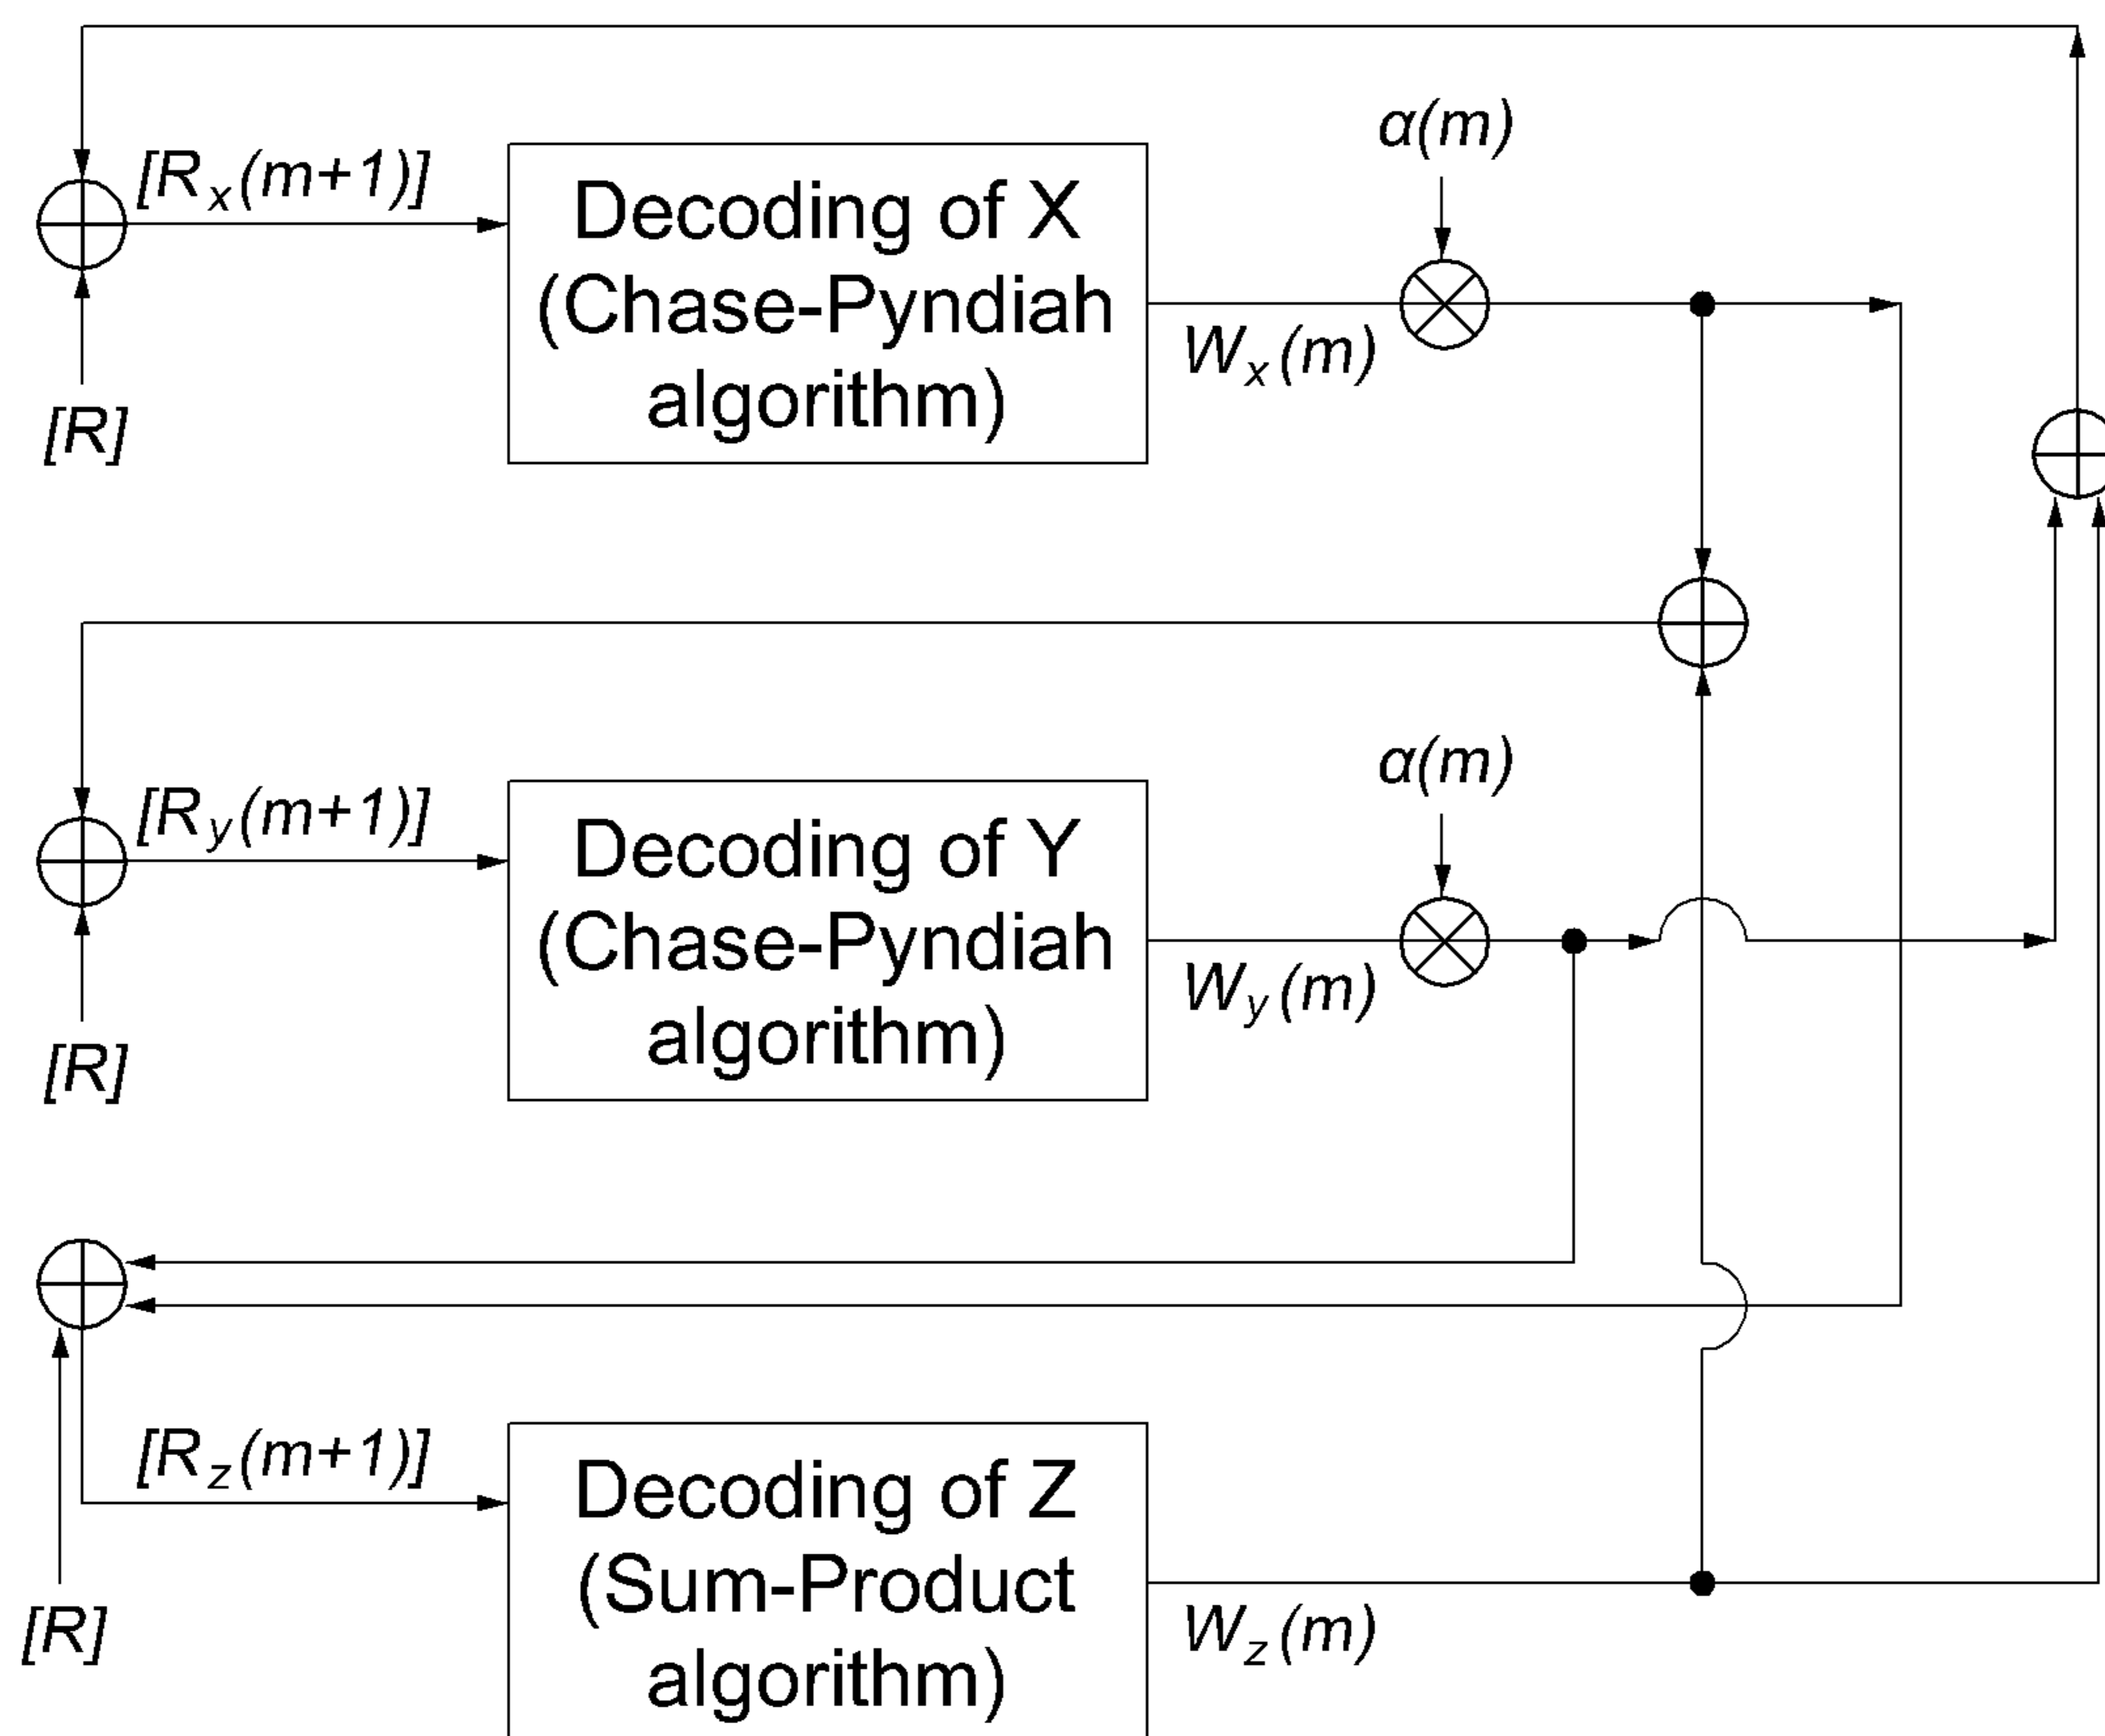 [Rx(m+1)]
Decoding of X
(Chase-Pyndiah
algorithm)
α(m)
Wx(m)
[R]
[Ry(m+1)]
Decoding of Y
(Chase-Pyndiah
algorithm)
α(m)
Wy(m)
[R]
[Rz(m+1)]
Decoding of Z
(Sum-Product
algorithm)
Wz(m)
[R]